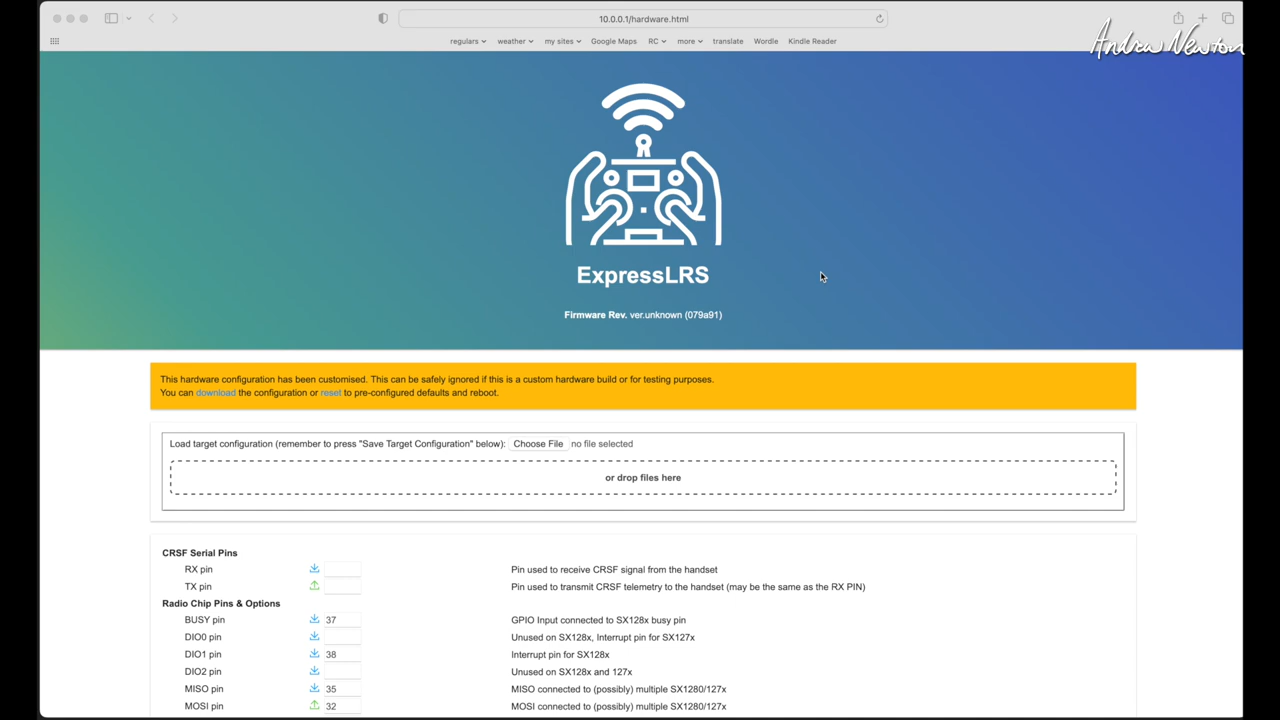 10.0.0.1/hardware.html
Andrew Newton
regulars weather my sites Google Maps RC more translate Wordle Kindle Reader
ExpressLRS
Firmware Rev. ver.unknown (079a91)
This hardware configuration has been customised. This can be safely ignored if this is a custom hardware build or for testing purposes.
You can download the configuration or reset to pre-configured defaults and reboot.
Load target configuration (remember to press "Save Target Configuration" below): Choose File no file selected
or drop files here
CRSF Serial Pins
RX pin Pin used to receive CRSF signal from the handset
TX pin Pin used to transmit CRSF telemetry to the handset (may be the same as the RX PIN)
Radio Chip Pins & Options
BUSY pin 37 GPIO Input connected to SX128x busy pin
DIO0 pin Unused on SX128x, Interrupt pin for SX127x
DIO1 pin 38 Interrupt pin for SX128x
DIO2 pin Unused on SX128x and 127x
MISO pin 35 MISO connected to (possibly) multiple SX1280/127x
MOSI pin 32 MOSI connected to (possibly) multiple SX1280/127x